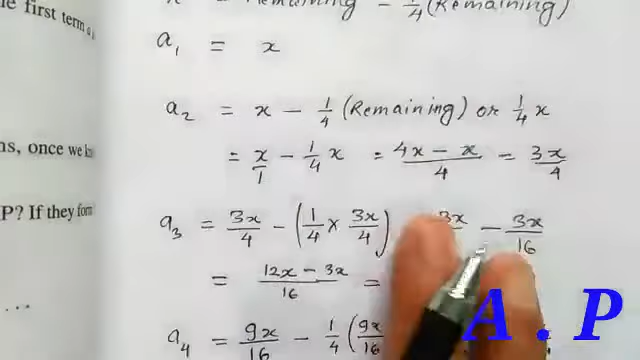 he first term a
= Remaining - 1/4 (Remaining)
a₁ = x
a₂ = x - 1/4 (Remaining) or 1/4 x
ns, once we
= x/1 - 1/4 x = 4x - x/4 = 3x/4
P? If they form
a₃ = 3x/4 - (1/4 × 3x/4) 3x - 3x/16
= 12x - 3x/16 =
...
a₄ = 9x/16 - 1/4 (9x/16
A . P